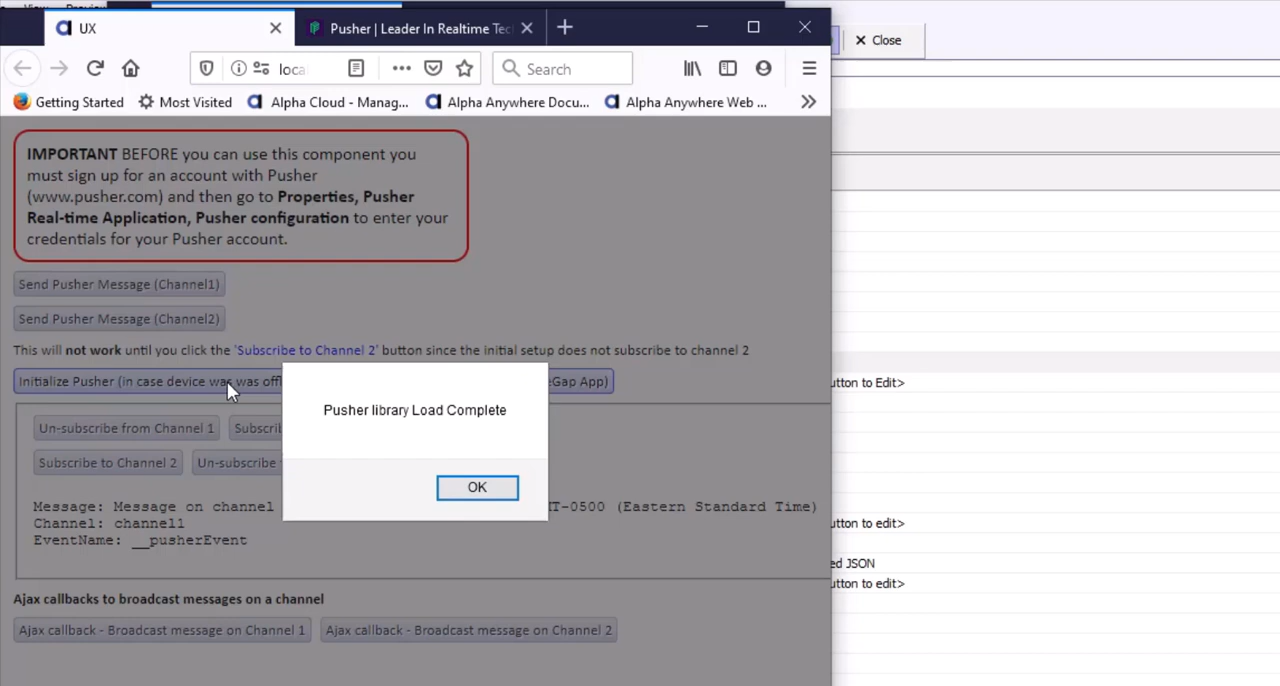 View Preview
UX
Pusher | Leader In Realtime Tec
Close
loca
Search
Getting Started
Most Visited
Alpha Cloud - Manag...
Alpha Anywhere Docu...
Alpha Anywhere Web ...
IMPORTANT BEFORE you can use this component you
must sign up for an account with Pusher
(www.pusher.com) and then go to Properties, Pusher
Real-time Application, Pusher configuration to enter your
credentials for your Pusher account.
Send Pusher Message (Channel1)
Send Pusher Message (Channel2)
This will not work until you click the 'Subscribe to Channel 2' button since the initial setup does not subscribe to channel 2
Initialize Pusher (in case device was was offl
eGap App)
utton to Edit>
Pusher library Load Complete
OK
Un-subscribe from Channel 1
Subscri
Subscribe to Channel 2
Un-subscribe
Message: Message on channel
MT-0500 (Eastern Standard Time)
Channel: channel1
EventName: __pusherEvent
utton to edit>
ed JSON
utton to edit>
Ajax callbacks to broadcast messages on a channel
Ajax callback - Broadcast message on Channel 1
Ajax callback - Broadcast message on Channel 2